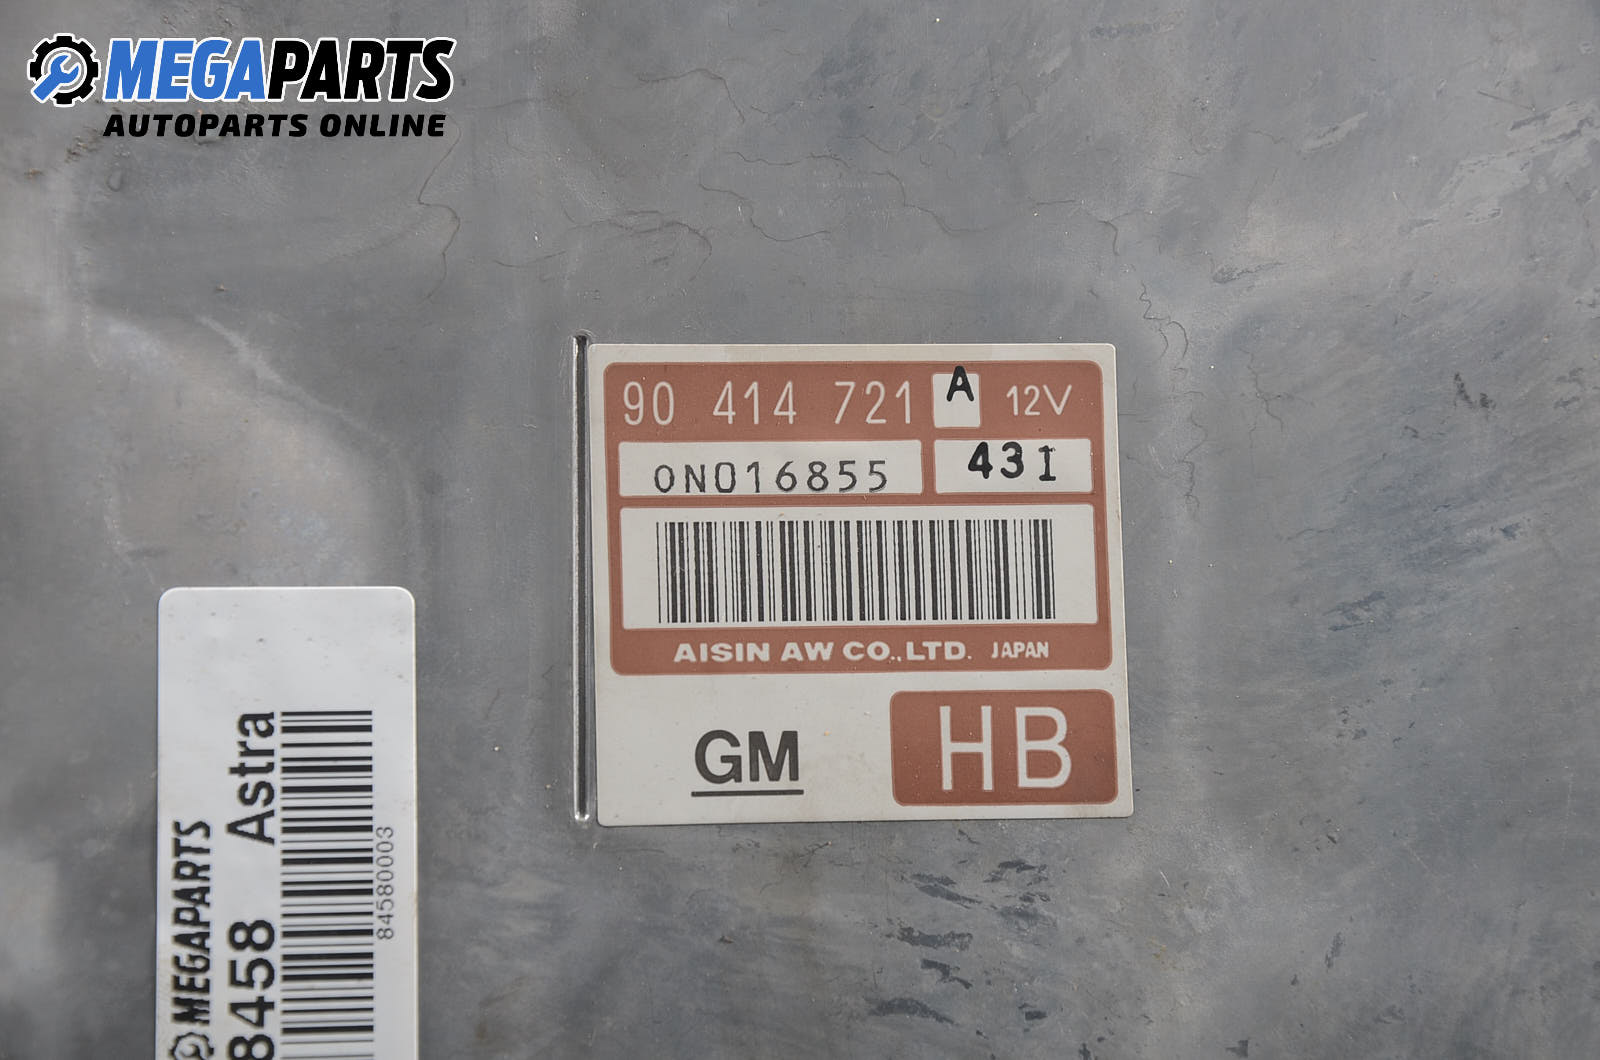 MEGAPARTS
AUTOPARTS ONLINE
90 414 721 A 12V
0N016855 43I
AISIN AW CO.,LTD. JAPAN
GM HB
MEGAPARTS
8458 Astra
84580003